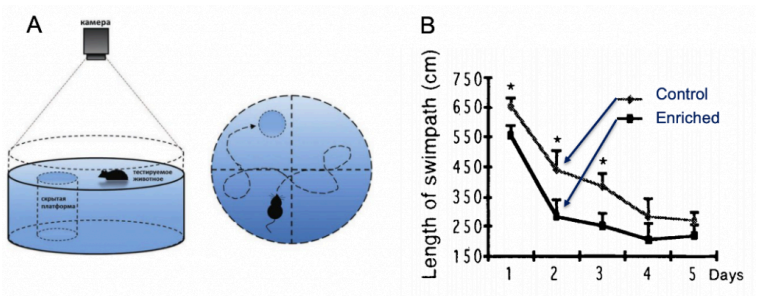 A
камера
тестируемое
животное
скрытая
платформа
B
Length of swimpath (cm)
750
650
550
450
350
250
150
*
*
*
Control
Enriched
1 2 3 4 5 Days